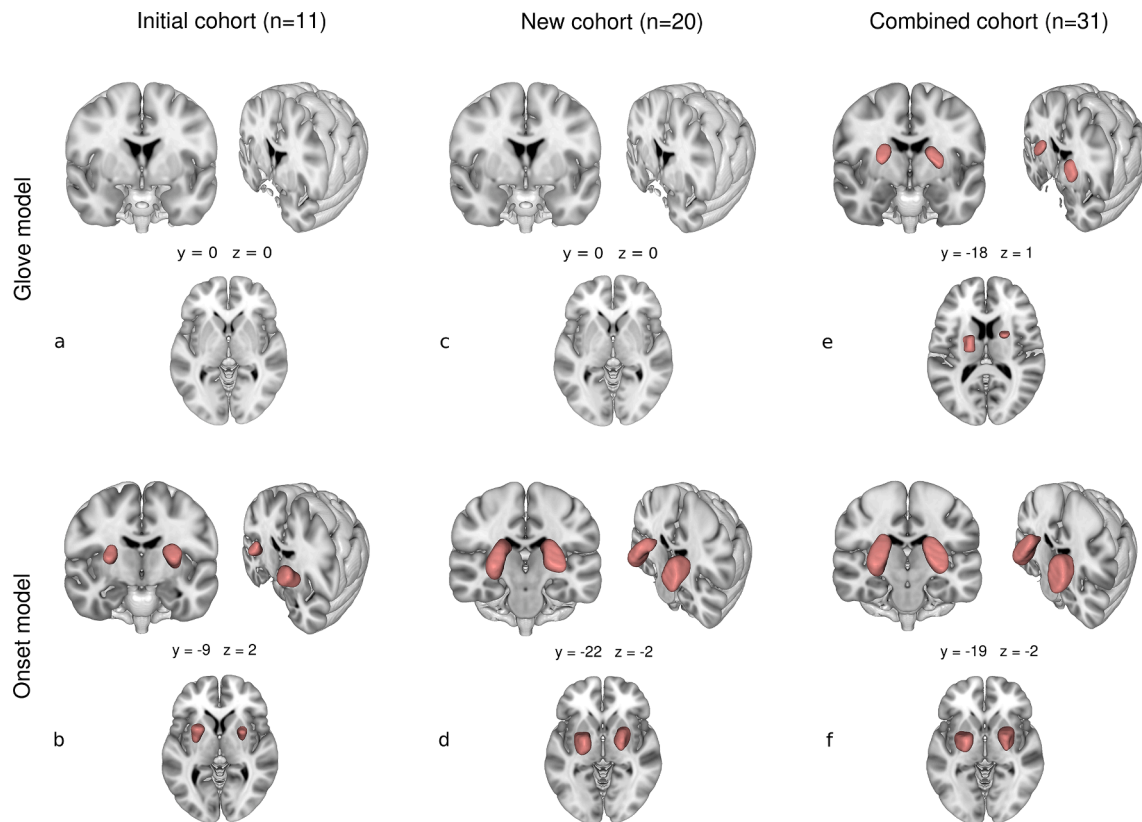 Initial cohort (n=11)
New cohort (n=20)
Combined cohort (n=31)
Glove model
y = 0 z = 0
y = 0 z = 0
y = -18 z = 1
a
c
e
Onset model
y = -9 z = 2
y = -22 z = -2
y = -19 z = -2
b
d
f